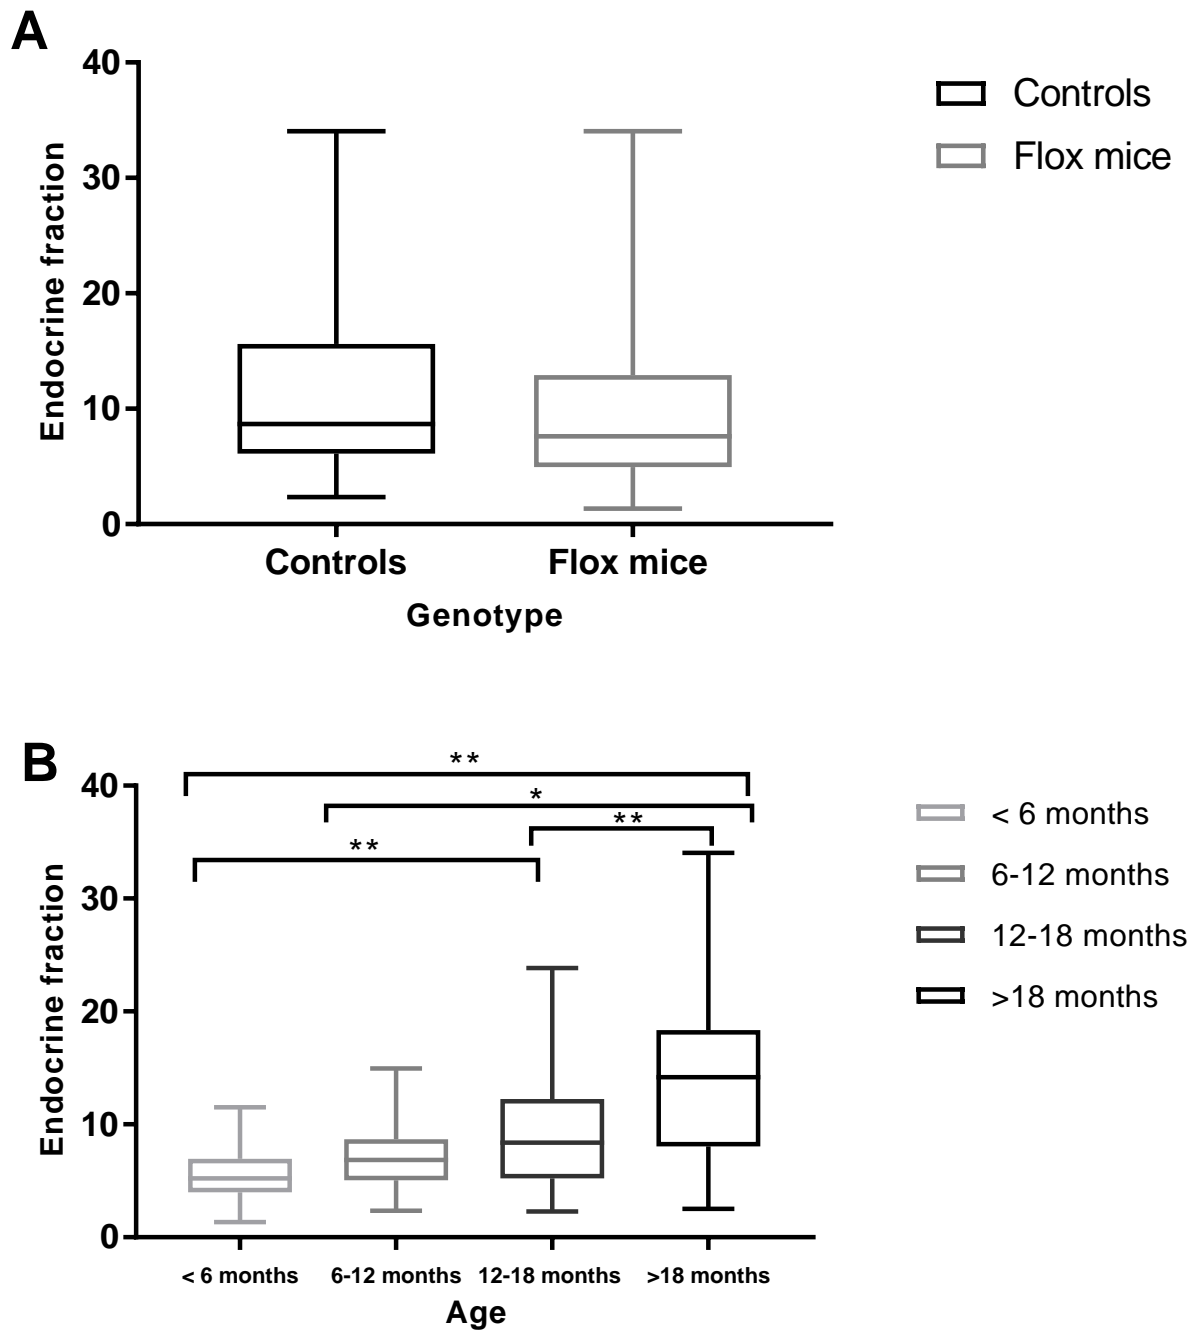 A
40
30
20
10
0
Endocrine fraction
Controls
Flox mice
Genotype
Controls
Flox mice
B
40
30
20
10
0
Endocrine fraction
**
*
**
**
< 6 months
6-12 months
12-18 months
>18 months
Age
< 6 months
6-12 months
12-18 months
>18 months